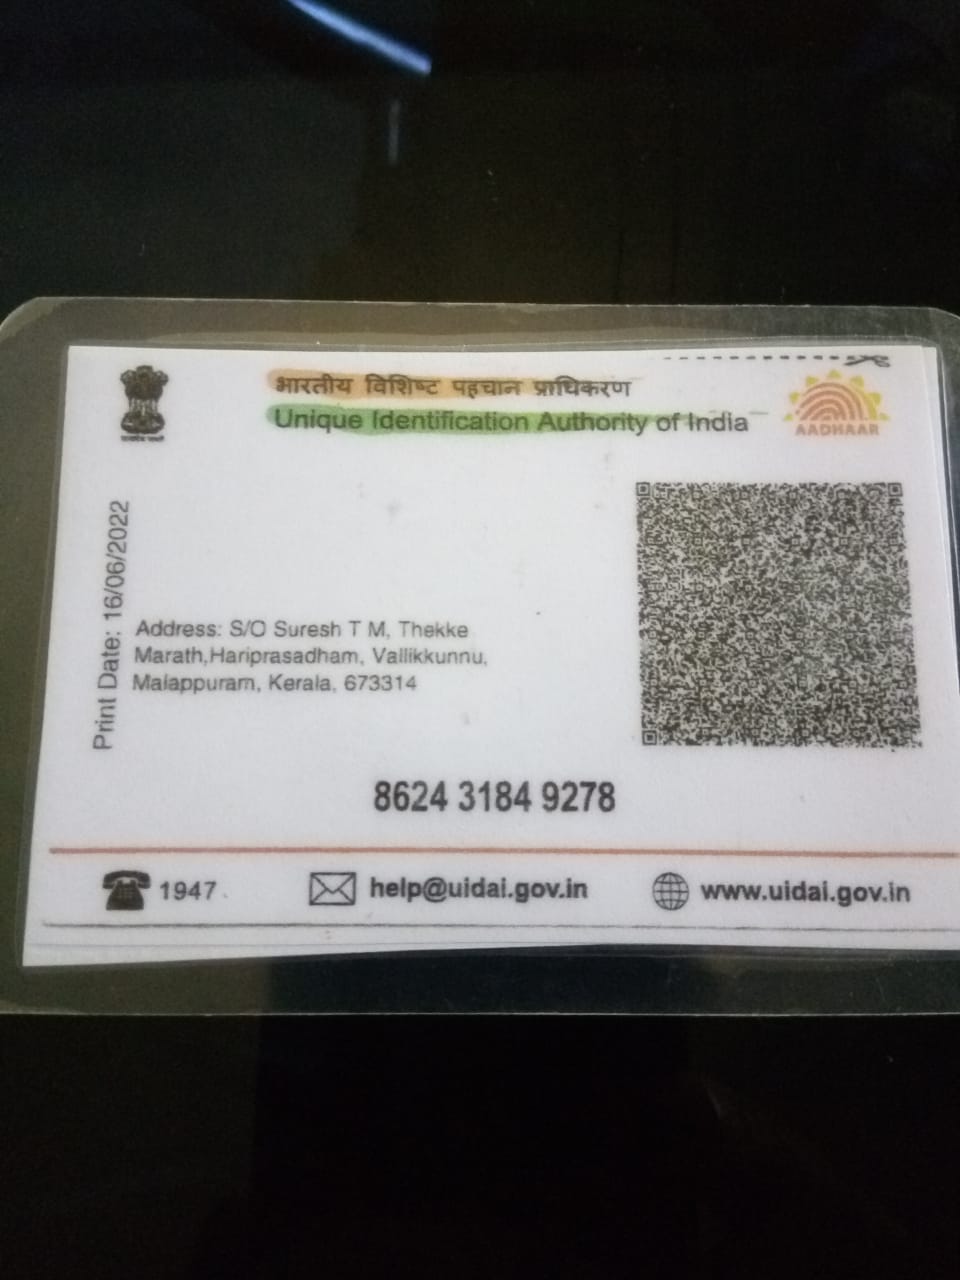 भारतीय विशिष्ट पहचान प्राधिकरण
Unique Identification Authority of India
AADHAAR
Print Date: 16/06/2022
Address: S/O Suresh T M, Thekke
Marath,Hariprasadham, Vallikkunnu,
Malappuram, Kerala, 673314
8624 3184 9278
1947
help@uidai.gov.in
www.uidai.gov.in